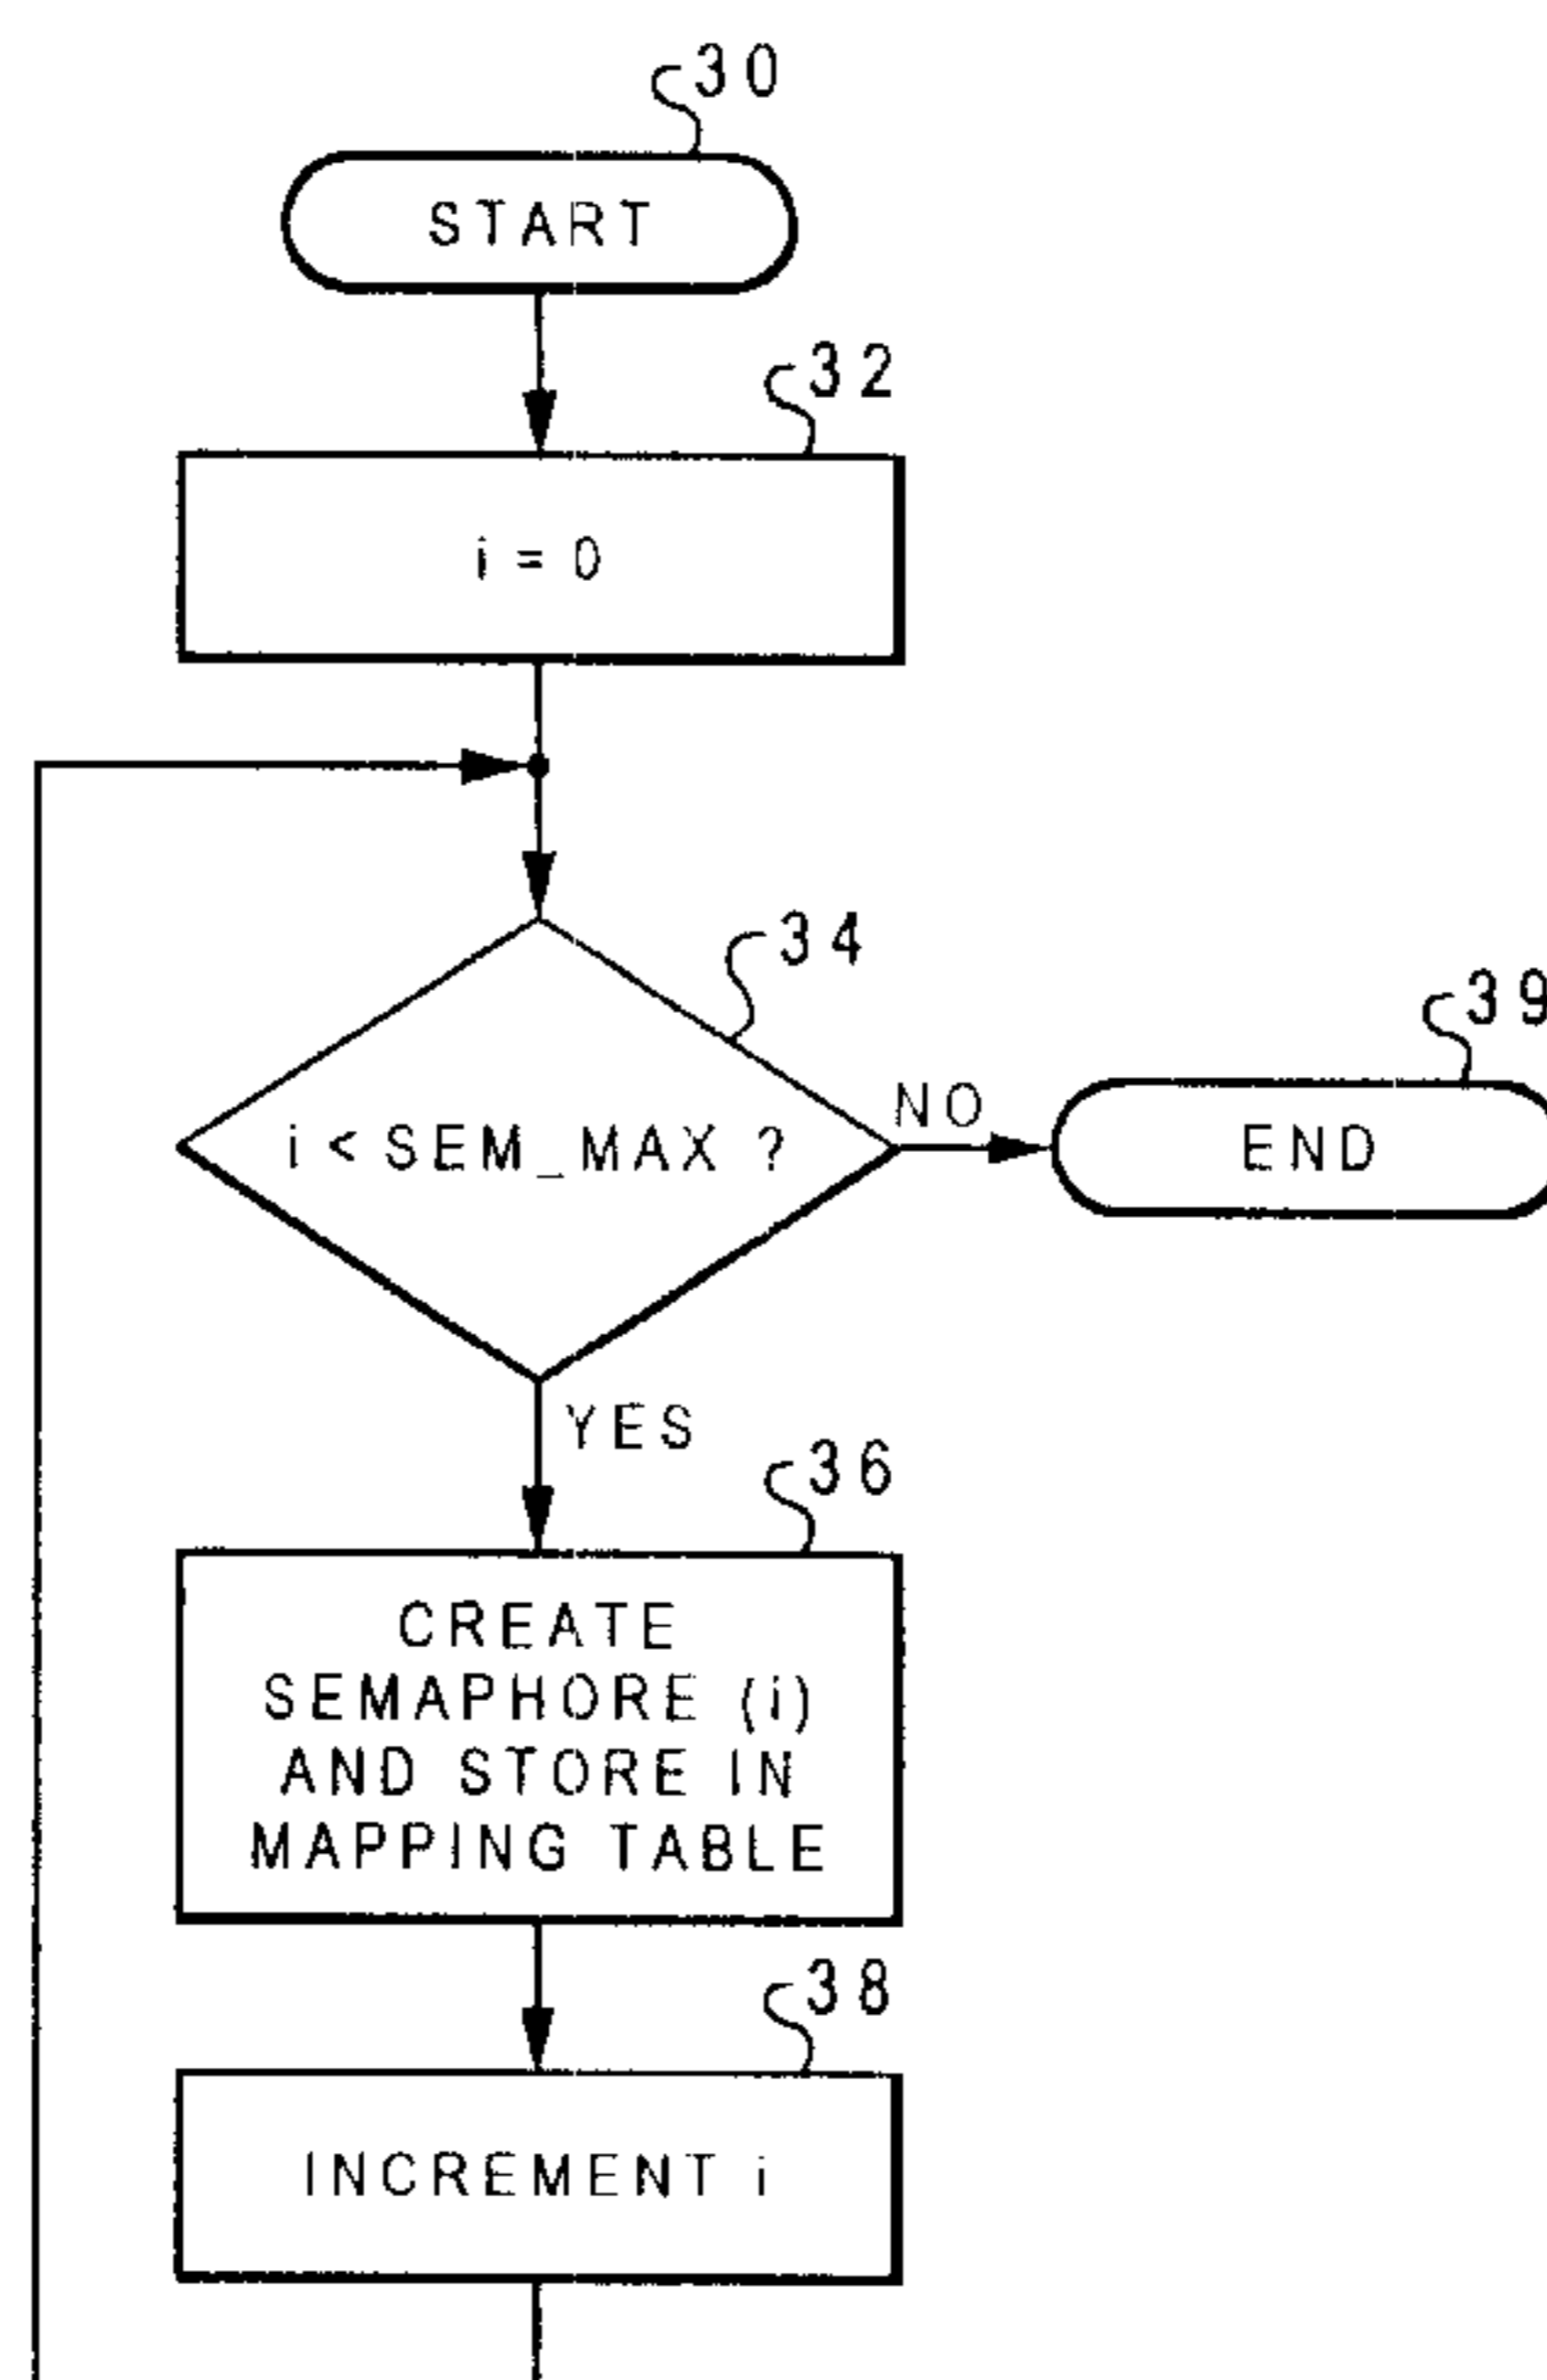 30
START
32
i = 0
34
39
NO
i < SEM_MAX ?
END
YES
36
CREATE
SEMAPHORE (i)
AND STORE IN
MAPPING TABLE
38
INCREMENT i